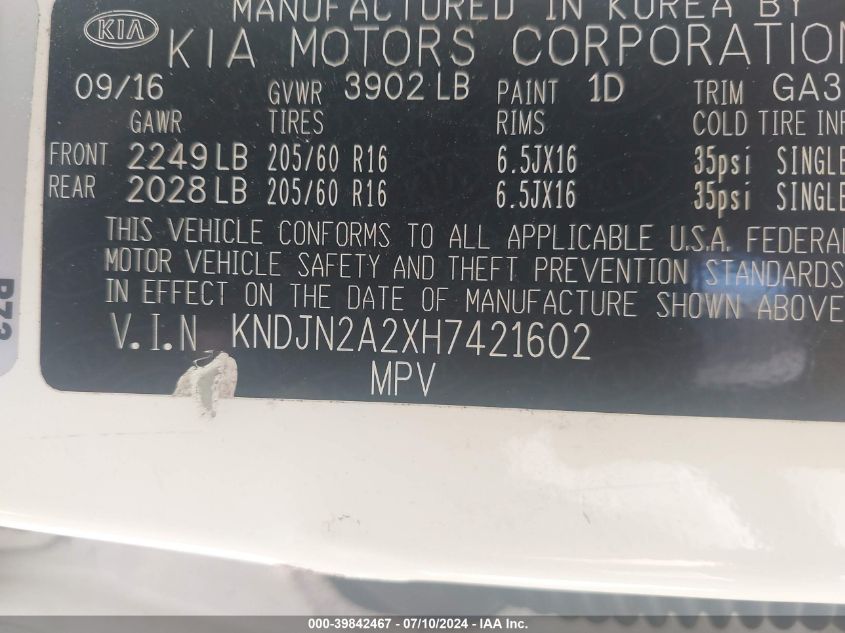 MANUFACTURED IN KOREA BY
KIA KIA MOTORS CORPORATION
09/16 GVWR 3902 LB PAINT 1D TRIM GA3
GAWR TIRES RIMS COLD TIRE INF
FRONT 2249 LB 205/60 R16 6.5JX16 35psi SINGLE
REAR 2028 LB 205/60 R16 6.5JX16 35psi SINGLE
THIS VEHICLE CONFORMS TO ALL APPLICABLE U.S.A. FEDERAL
MOTOR VEHICLE SAFETY AND THEFT PREVENTION STANDARDS
IN EFFECT ON THE DATE OF MANUFACTURE SHOWN ABOVE
V.I.N KNDJN2A2XH7421602
MPV
000-39842467 - 07/10/2024 - IAAI.com